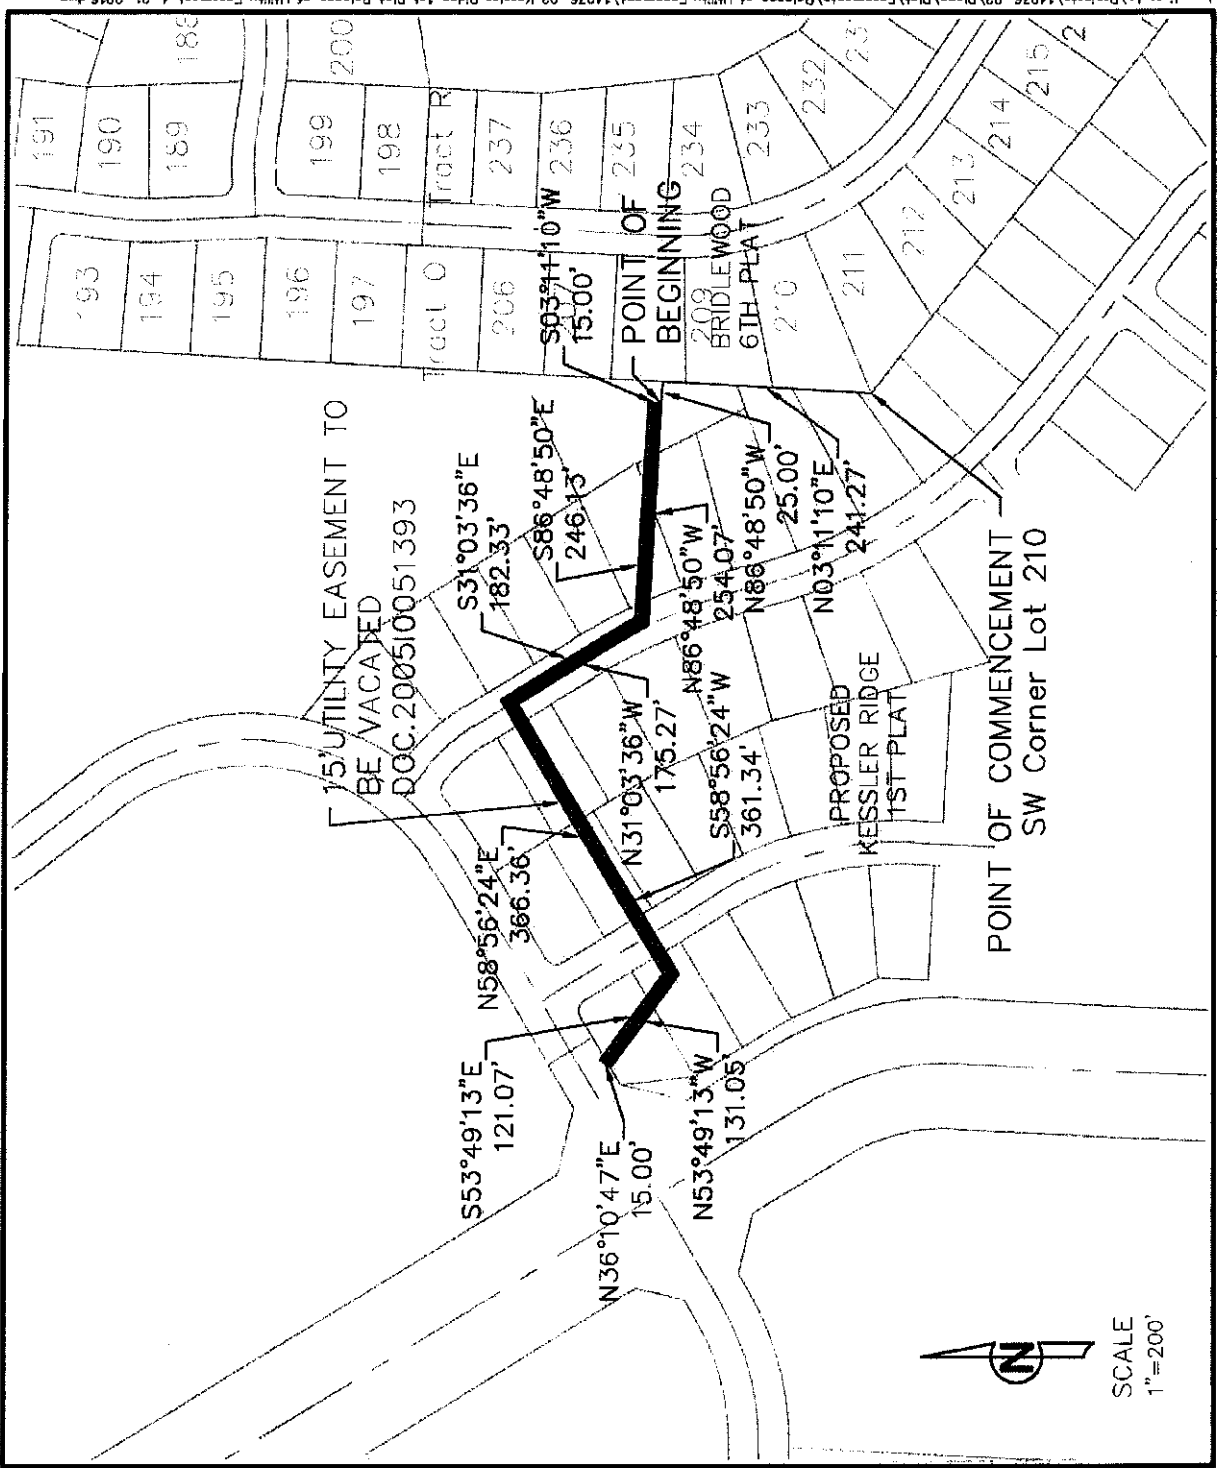 15' UTILITY EASEMENT TO
BE VACATED
DOC.2005I0051393
S03°11'10"W
15.00'
POINT OF
BEGINNING
BRIDLEWOOD
6TH PLAT
S86°48'50"E
246.13'
S31°03'36"E
182.33'
N86°48'50"W
25.00'
N03°11'10"E
241.27'
N86°48'50"W
254.07'
N31°03'36"W
175.27'
S58°56'24"W
361.34'
N58°56'24"E
366.36'
S53°49'13"E
121.07'
N36°10'47"E
15.00'
N53°49'13"W
131.05'
PROPOSED
KESSLER RIDGE
1ST PLAT
POINT OF COMMENCEMENT
SW Corner Lot 210
N
SCALE
1"=200'
188
189
190
191
193
194
195
196
197
198
199
200
Tract R
Tract O
206
209
210
211
212
213
214
215
232
233
234
235
236
237